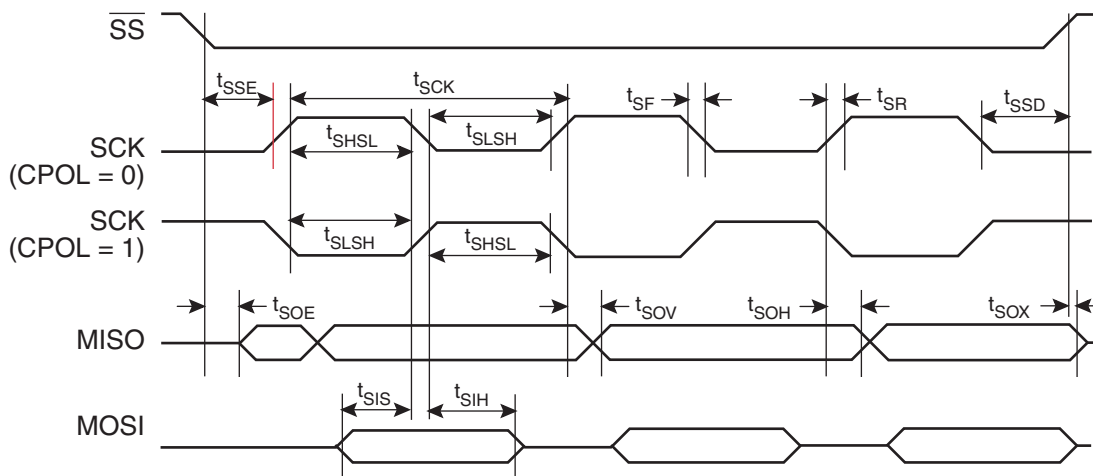 SS
tSSE
tSCK
tSF
tSR
tSSD
tSHSL
tSLSH
SCK
(CPOL = 0)
SCK
(CPOL = 1)
tSLSH
tSHSL
tSOE
tSOV
tSOH
tSOX
MISO
tSIS
tSIH
MOSI